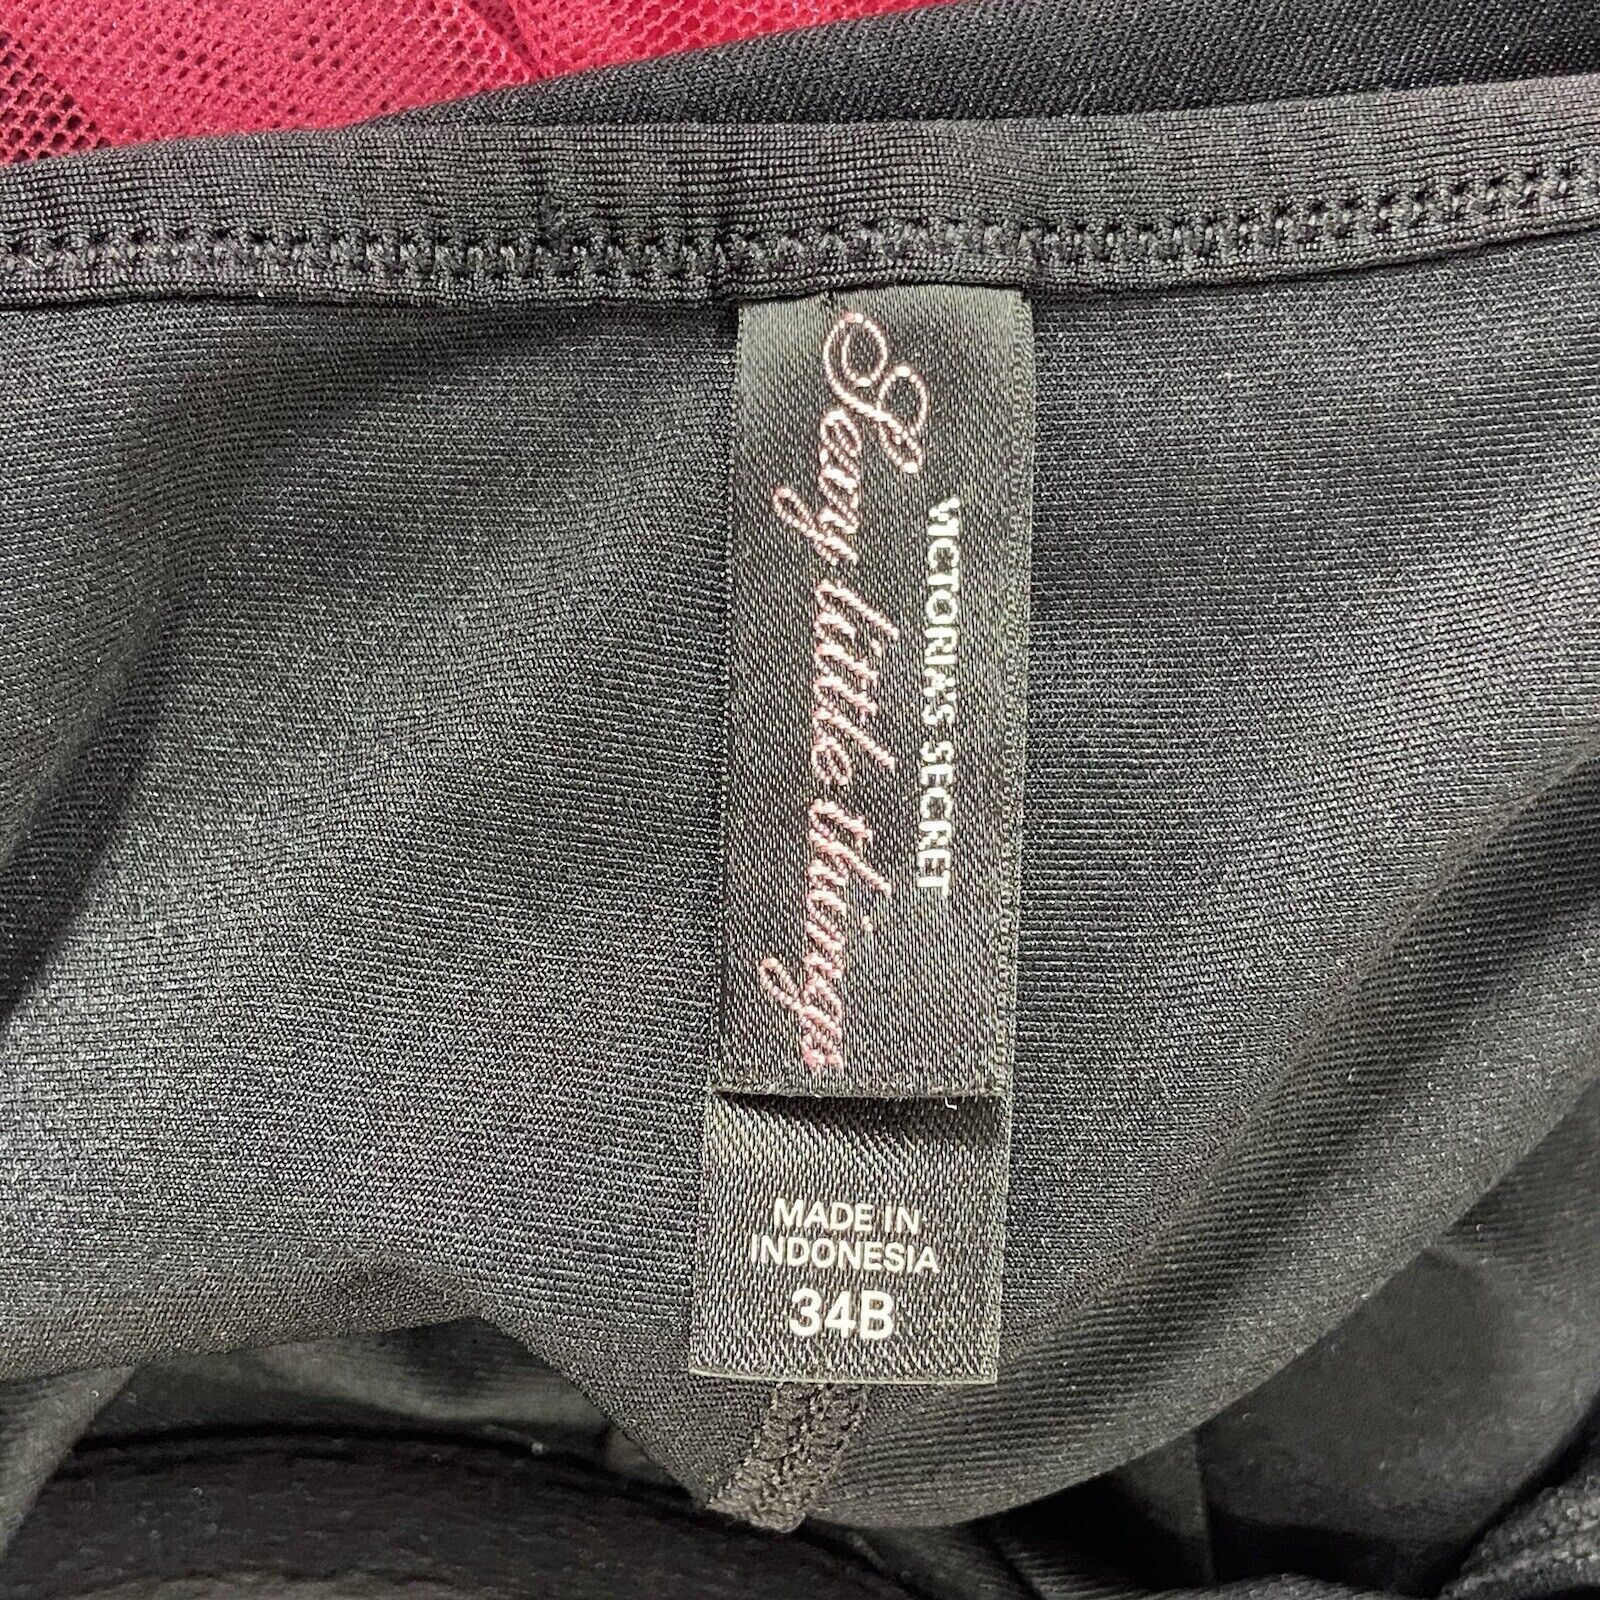 VICTORIA'S SECRET
Sexy little things
MADE IN
INDONESIA
34B